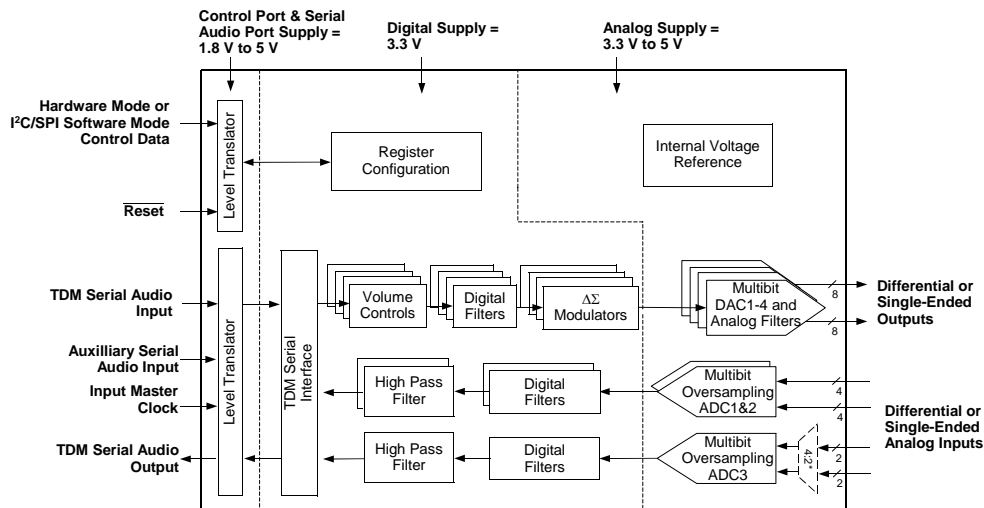 Control Port & Serial
Audio Port Supply =
1.8 V to 5 V
Digital Supply =
3.3 V
Analog Supply =
3.3 V to 5 V
Hardware Mode or
I²C/SPI Software Mode
Control Data
Reset
Level Translator
Register
Configuration
Internal Voltage
Reference
TDM Serial Audio
Input
Auxilliary Serial
Audio Input
Input Master
Clock
TDM Serial Audio
Output
Level Translator
TDM Serial
Interface
Volume
Controls
Digital
Filters
ΔΣ
Modulators
Multibit
DAC1-4 and
Analog Filters
8
8
Differential or
Single-Ended
Outputs
High Pass
Filter
Digital
Filters
Multibit
Oversampling
ADC1&2
4
4
High Pass
Filter
Digital
Filters
Multibit
Oversampling
ADC3
4:2*
2
2
Differential or
Single-Ended
Analog Inputs